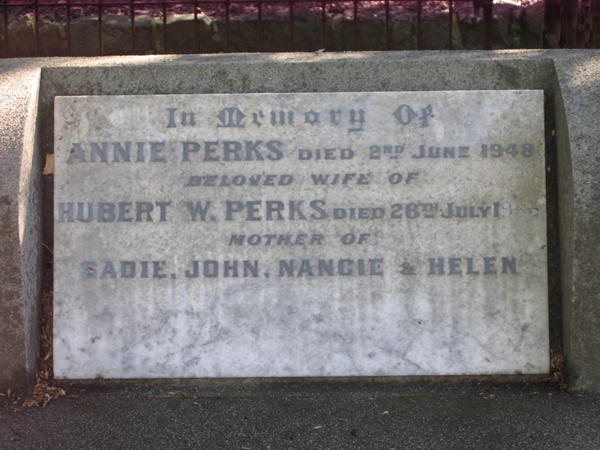 In Memory Of
ANNIE PERKS DIED 2ND JUNE 1948
BELOVED WIFE OF
HUBERT W. PERKS DIED 28TH JULY
MOTHER OF
SADIE, JOHN, NANCIE & HELEN